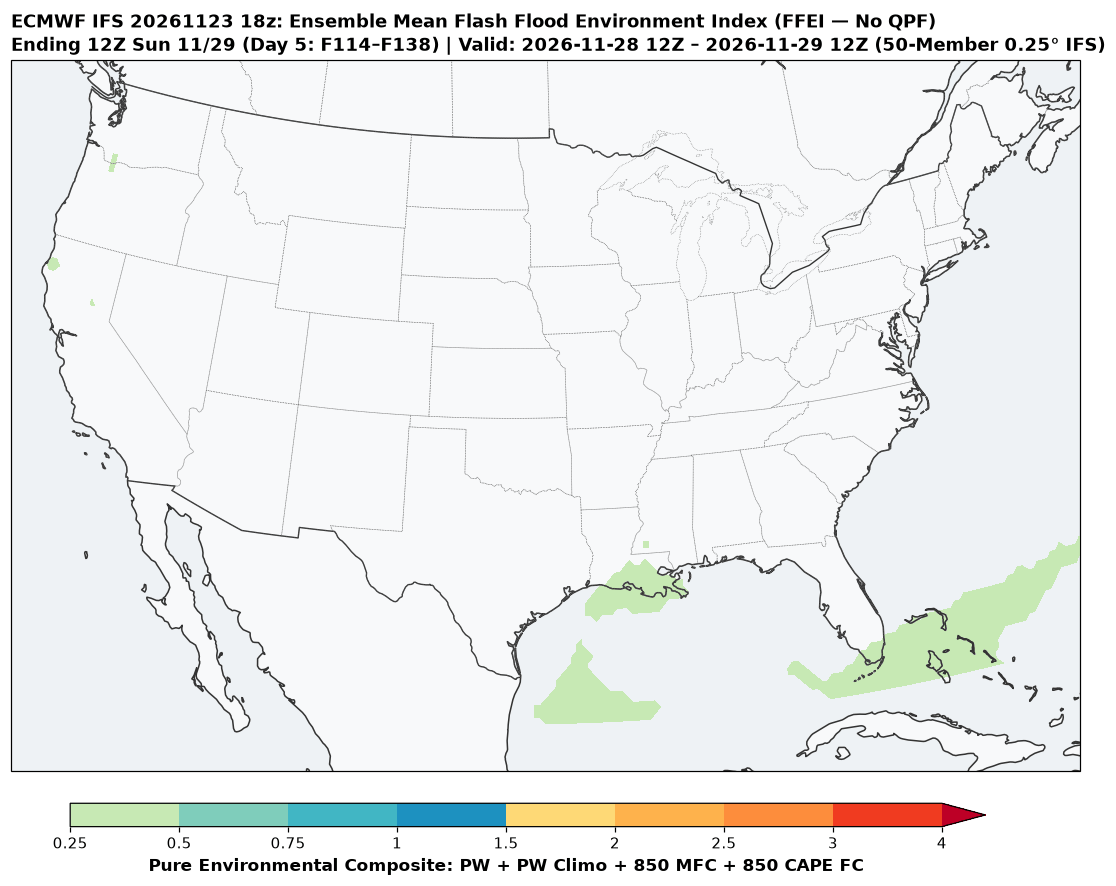 ECMWF IFS 20261123 18z: Ensemble Mean Flash Flood Environment Index (FFEI — No QPF)
Ending 12Z Sun 11/29 (Day 5: F114–F138) | Valid: 2026-11-28 12Z – 2026-11-29 12Z (50-Member 0.25° IFS)
0.25 0.5 0.75 1 1.5 2 2.5 3 4
Pure Environmental Composite: PW + PW Climo + 850 MFC + 850 CAPE FC